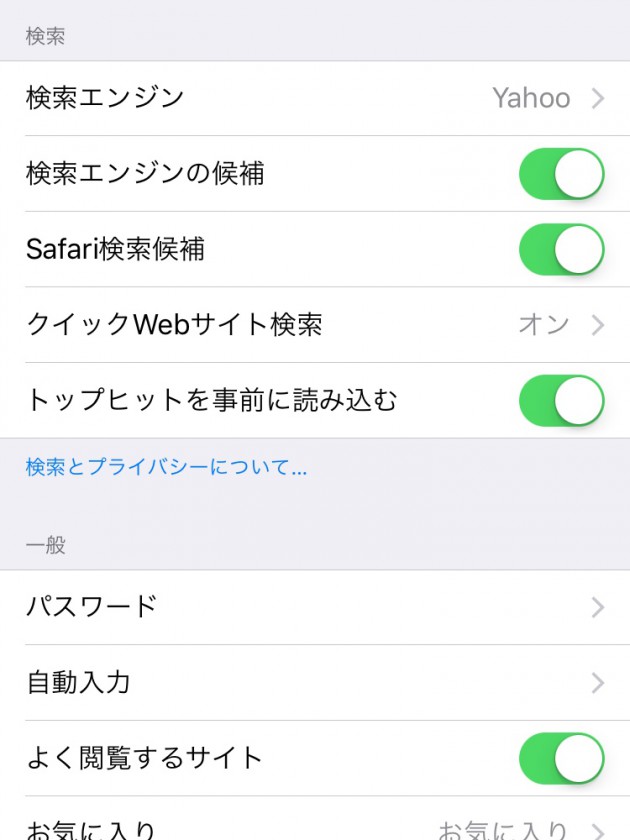 検索
検索エンジン Yahoo
検索エンジンの候補
Safari検索候補
クイックWebサイト検索 オン
トップヒットを事前に読み込む
検索とプライバシーについて...
一般
パスワード
自動入力
よく閲覧するサイト
お気に入り お気に入り